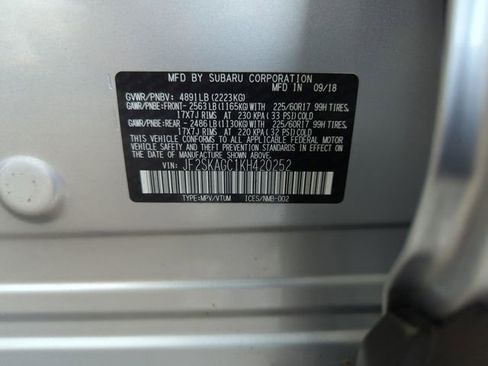 MFD BY SUBARU CORPORATION
MFD IN 09/18
GVWR/PNBV: 4891LB(2223KG)
GAWR/PNBE:FRONT- 2563LB(1165KG)WITH 225/60R17 99H TIRES,
17X7J RIMS AT 230 KPA(33 PSI)COLD
GAWR/PNBE:REAR - 2486LB(1130KG)WITH 225/60R17 99H TIRES,
17X7J RIMS AT 220 KPA(32 PSI)COLD
THIS VEHICLE CONFORMS TO ALL APPLICABLE FEDERAL MOTOR VEHICLE
SAFETY AND THEFT PREVENTION STANDARDS IN EFFECT ON THE DATE
OF MANUFACTURE SHOWN ABOVE.
VIN: JF2SKAGC1KH420252
TYPE:MPV/VTUM ICES/NMB-002